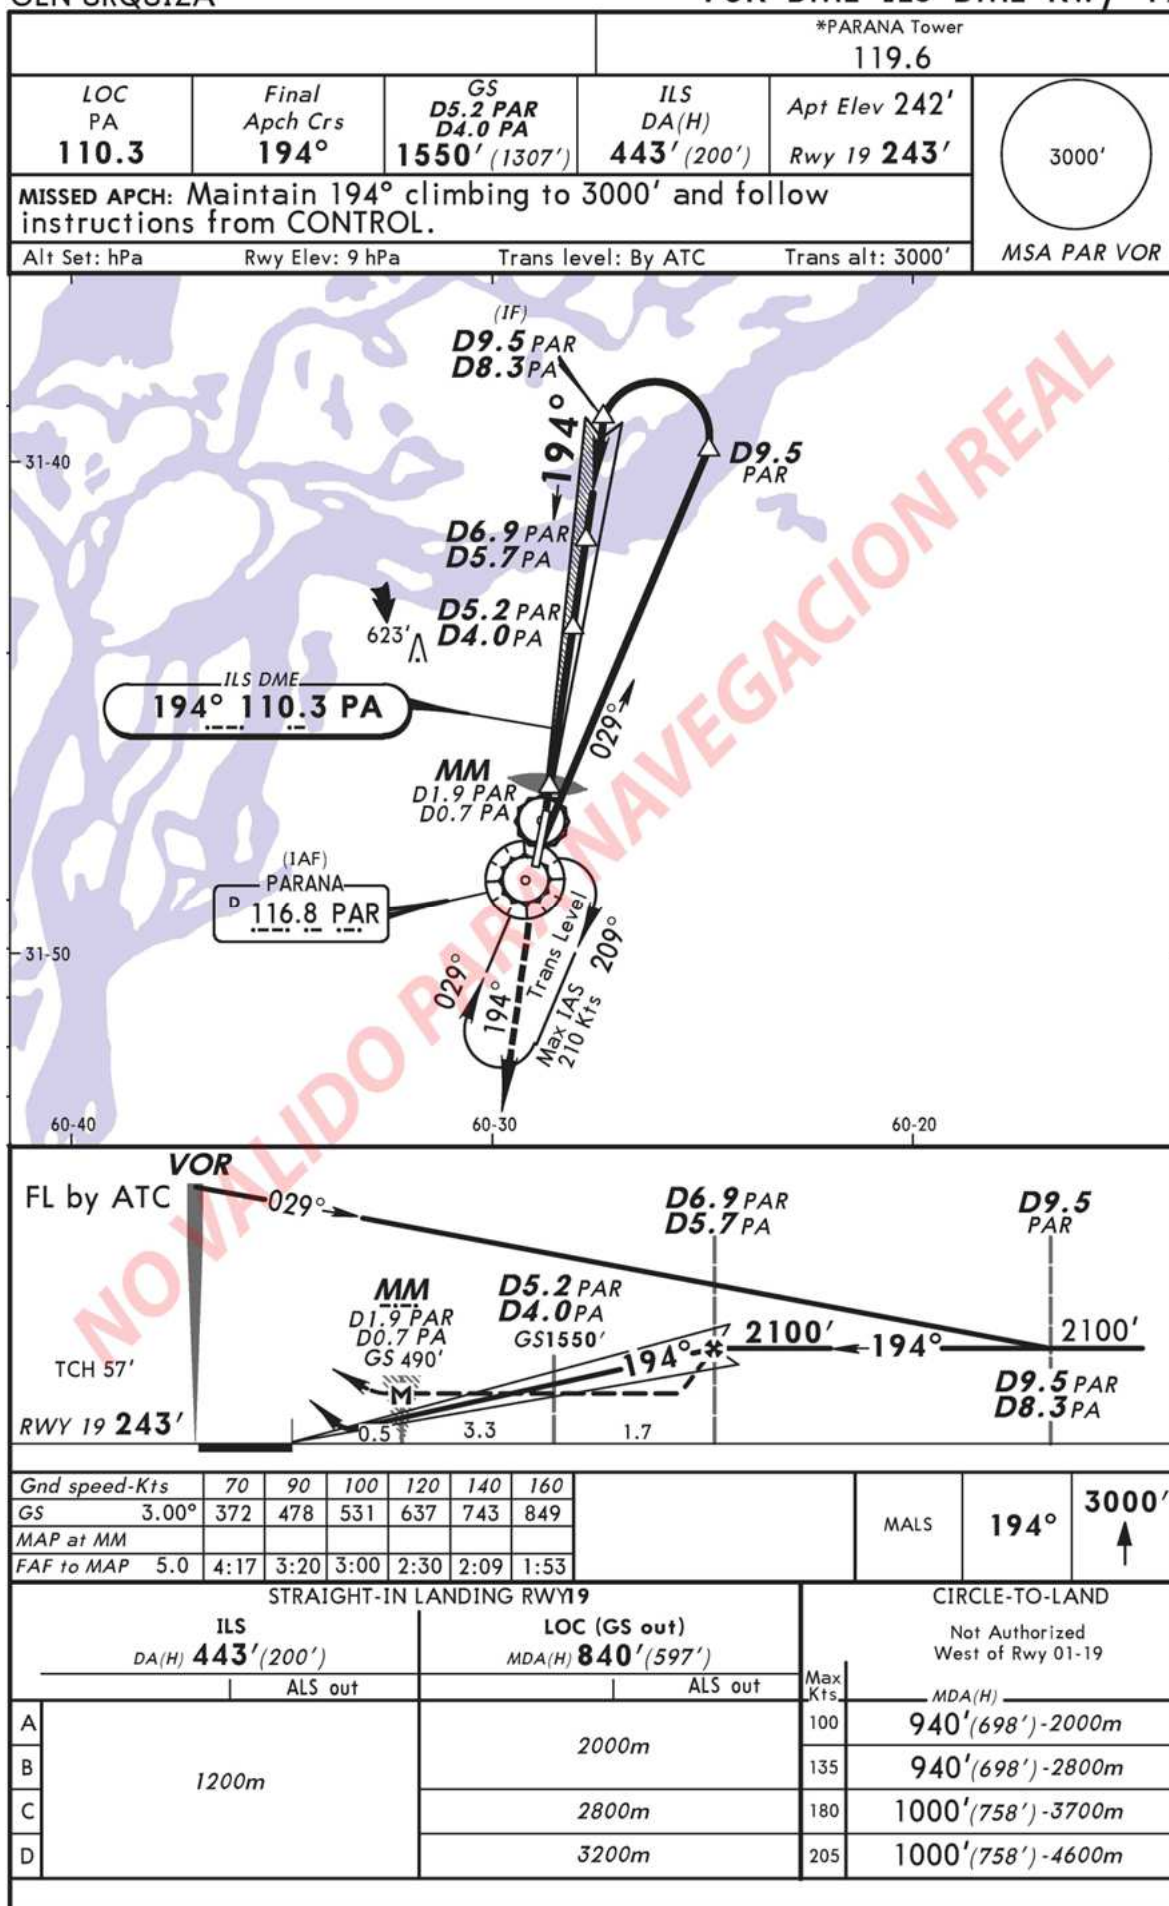 GEN URQUIZA
*PARANA Tower
119.6
LOC
PA
110.3
Final
Apch Crs
194°
GS
D5.2 PAR
D4.0 PA
1550' (1307')
ILS
DA(H)
443' (200')
Apt Elev 242'
Rwy 19 243'
3000'
MSA PAR VOR
MISSED APCH: Maintain 194° climbing to 3000' and follow
instructions from CONTROL.
Alt Set: hPa Rwy Elev: 9 hPa Trans level: By ATC Trans alt: 3000'
(IF)
D9.5 PAR
D8.3 PA
194°
31-40
D9.5
PAR
D6.9 PAR
D5.7 PA
D5.2 PAR
D4.0 PA
623'
ILS DME
194° 110.3 PA
029°
MM
D1.9 PAR
D0.7 PA
(IAF)
PARANA
D 116.8 PAR
31-50
029°
194°
Trans Level
209°
Max IAS
210 Kts
60-40 60-30 60-20
NO VALIDO PARA NAVEGACION REAL
VOR
FL by ATC
029°
D6.9 PAR
D5.7 PA
D9.5
PAR
MM
D1.9 PAR
D0.7 PA
GS 490'
D5.2 PAR
D4.0 PA
GS1550'
2100'
194°
2100'
194°
M
TCH 57'
D9.5 PAR
D8.3 PA
RWY 19 243'
0.5 3.3 1.7
Gnd speed-Kts 70 90 100 120 140 160
GS 3.00° 372 478 531 637 743 849
MAP at MM
FAF to MAP 5.0 4:17 3:20 3:00 2:30 2:09 1:53
MALS 194° 3000'
STRAIGHT-IN LANDING RWY19
ILS
DA(H) 443' (200')
ALS out
LOC (GS out)
MDA(H) 840' (597')
ALS out
CIRCLE-TO-LAND
Not Authorized
West of Rwy 01-19
Max
Kts
MDA(H)
A
B
C
D
1200m
2000m
2800m
3200m
100 940' (698') -2000m
135 940' (698') -2800m
180 1000' (758') -3700m
205 1000' (758') -4600m